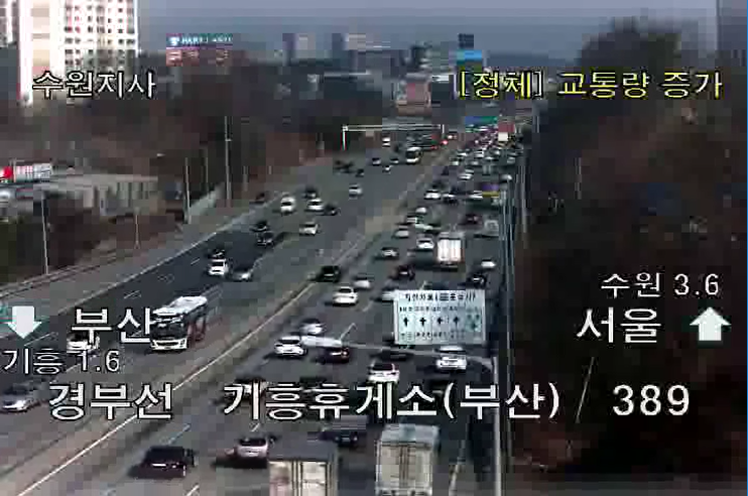 수원지사
[정체] 교통량 증가
수원 3.6
부산
서울
기흥 1.6
경부선 기흥휴게소(부산) / 389